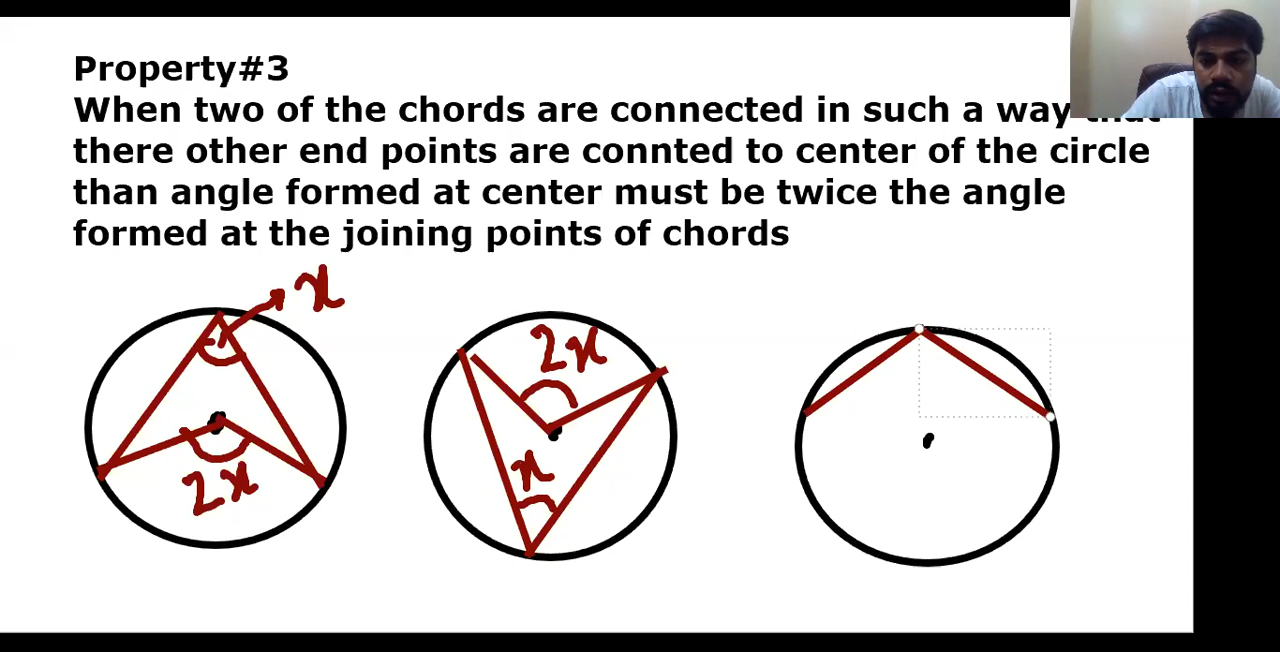 Property#3
When two of the chords are connected in such a way that
there other end points are connted to center of the circle
than angle formed at center must be twice the angle
formed at the joining points of chords
x
2x
2x
x